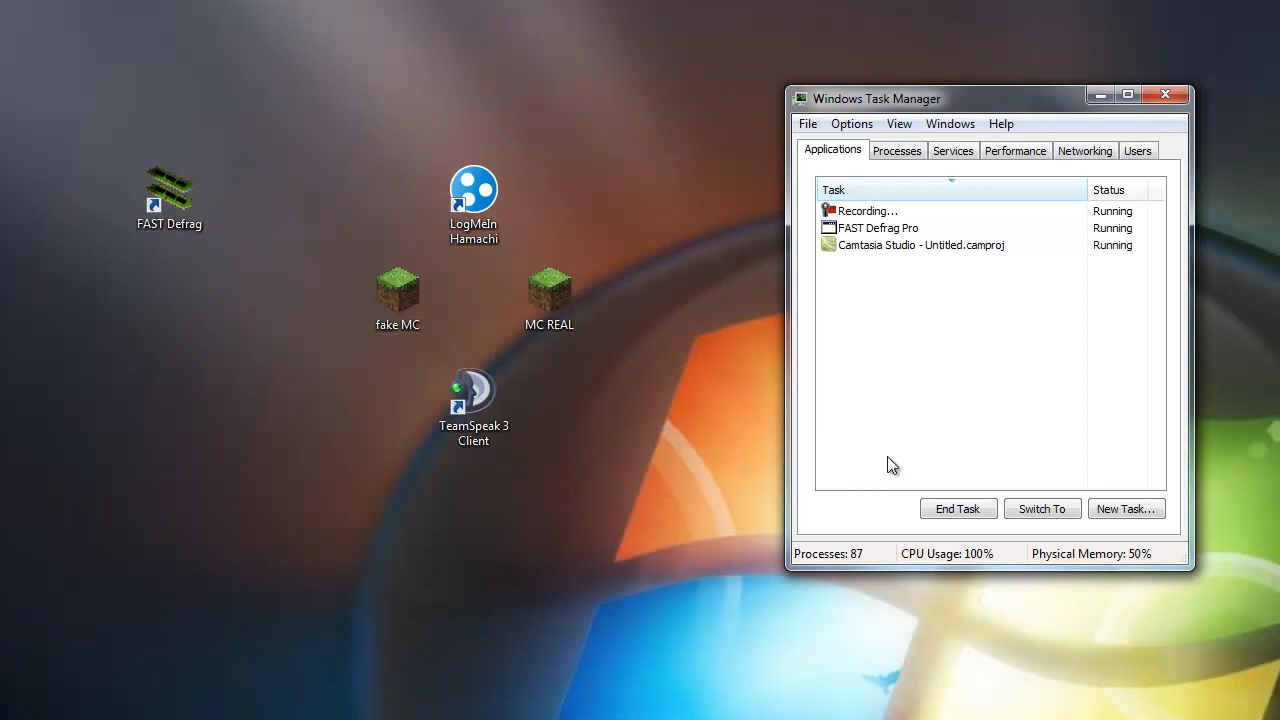 FAST Defrag
LogMeIn
Hamachi
fake MC
MC REAL
TeamSpeak 3
Client
Windows Task Manager
File Options View Windows Help
Applications Processes Services Performance Networking Users
Task Status
Recording... Running
FAST Defrag Pro Running
Camtasia Studio - Untitled.camproj Running
End Task Switch To New Task...
Processes: 87 CPU Usage: 100% Physical Memory: 50%